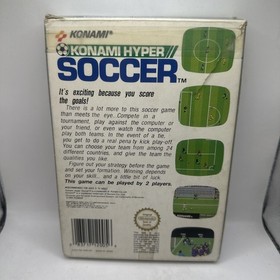 KONAMI®
KONAMI HYPER
SOCCER™
It's exciting because you score
the goals!
There is a lot more to this soccer game
than meets the eye. Compete in a
tournament, play against the computer or
your friend, or even watch the computer
play both teams. In the event of a tie,
you get to do a real penalty kick play-off
You can choose your team from among 24
different countries, and give the team the
qualities you like.
Figure out your strategy before the game
and set your formation. Winning depends
on your skill.. and a little bit of luck.
This game can be played by 2 players.